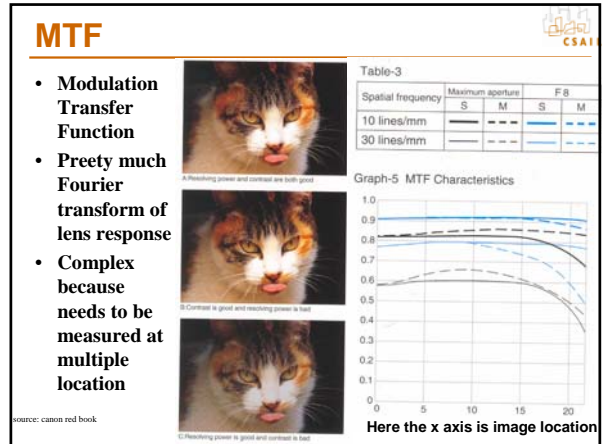 MTF
CSAIL
• Modulation
Transfer
Function
• Preety much
Fourier
transform of
lens response
• Complex
because
needs to be
measured at
multiple
location
source: canon red book
A:Resolving power and contrast are both good
B:Contrast is good and resolving power is bad
C:Resolving power is good and contrast is bad
Table-3
Spatial frequency Maximum aperture F8
S M S M
10 lines/mm
30 lines/mm
Graph-5 MTF Characteristics
1.0
0.9
0.8
0.7
0.6
0.5
0.4
0.3
0.2
0.1
0
0 5 10 15 20
Here the x axis is image location